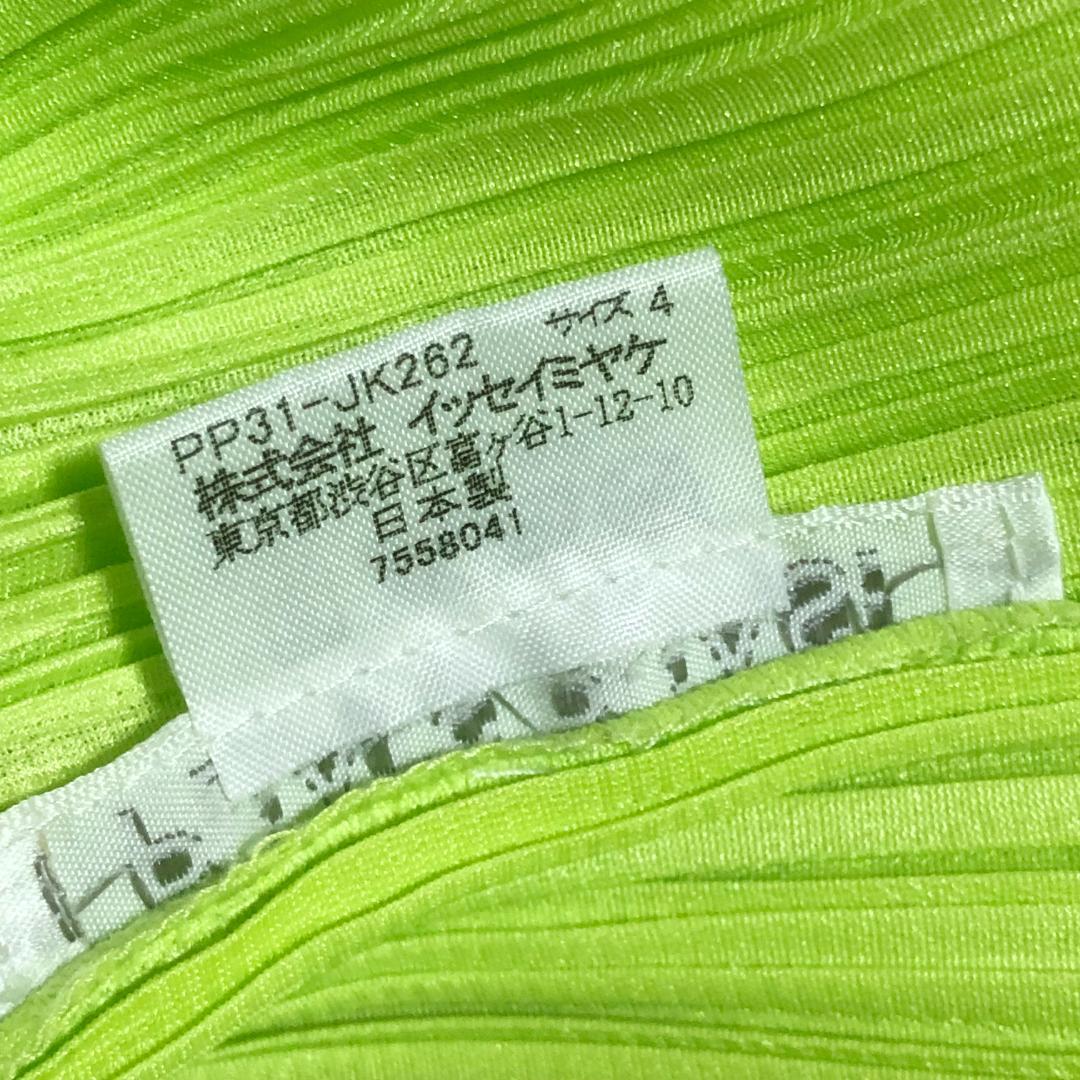 PP31-JK262 サイズ 4
株式会社 イッセイミヤケ
東京都渋谷区高ヶ谷1-12-10
日本製
7558041